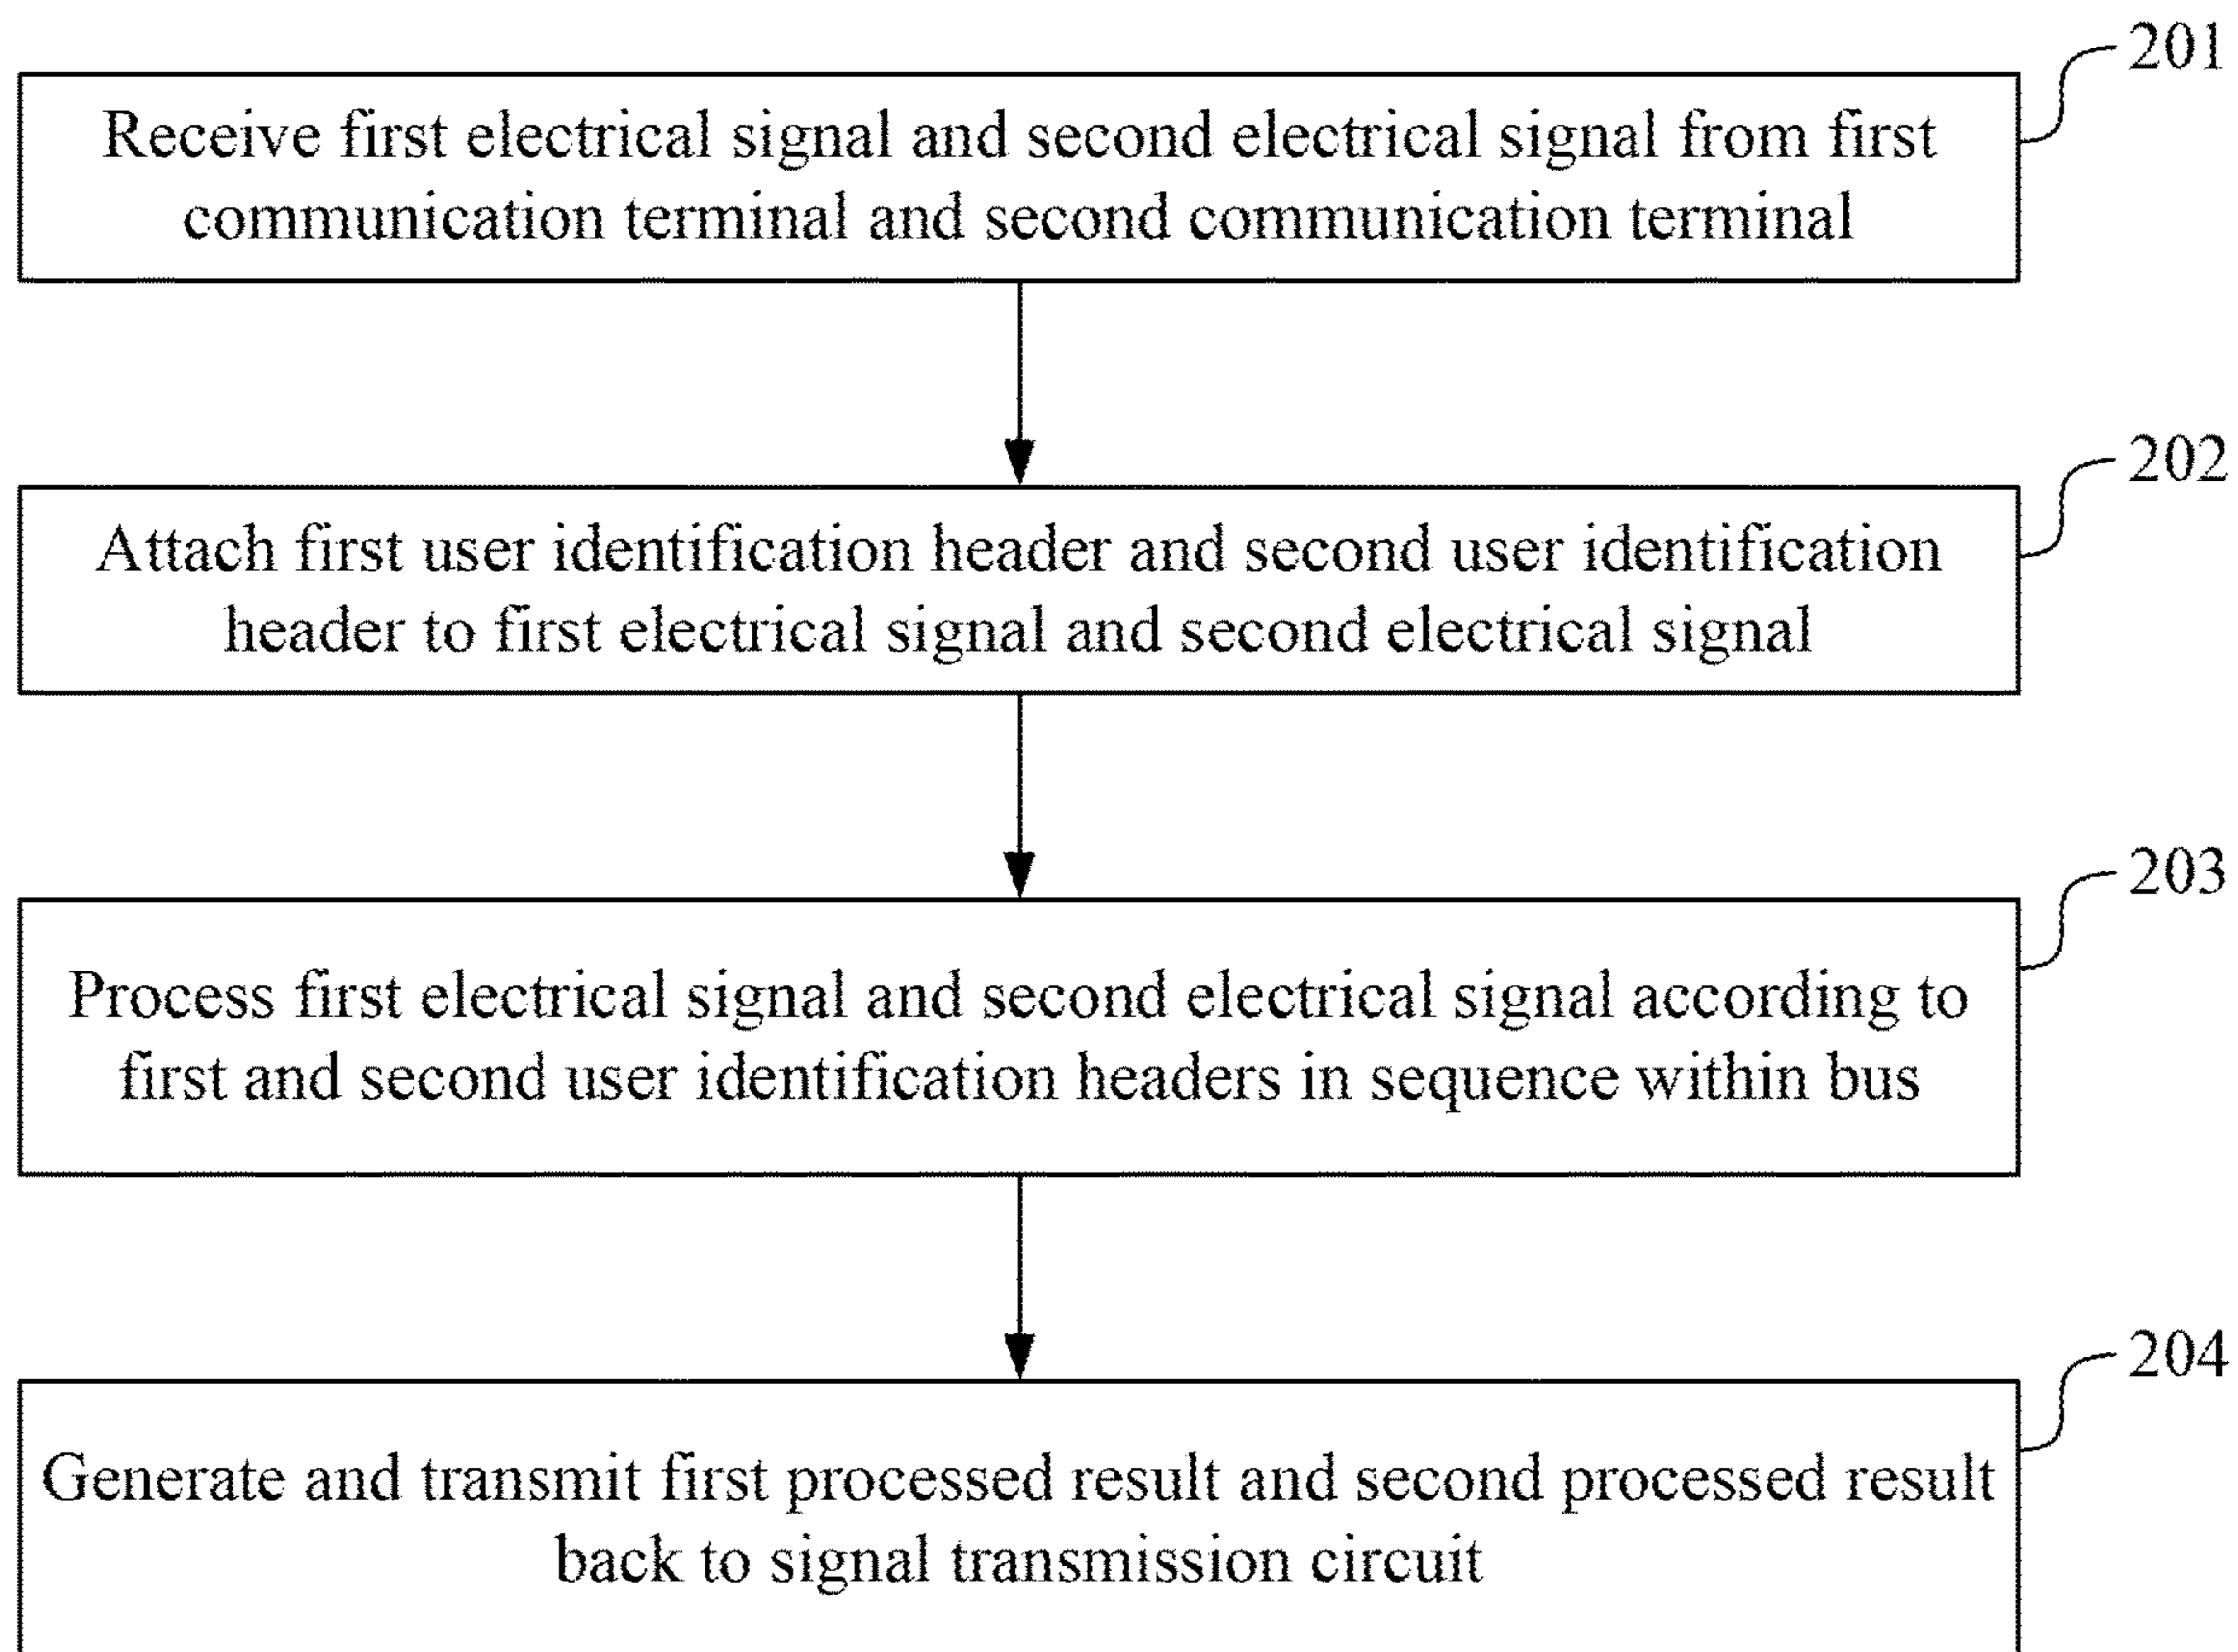 201
Receive first electrical signal and second electrical signal from first
communication terminal and second communication terminal
202
Attach first user identification header and second user identification
header to first electrical signal and second electrical signal
203
Process first electrical signal and second electrical signal according to
first and second user identification headers in sequence within bus
204
Generate and transmit first processed result and second processed result
back to signal transmission circuit